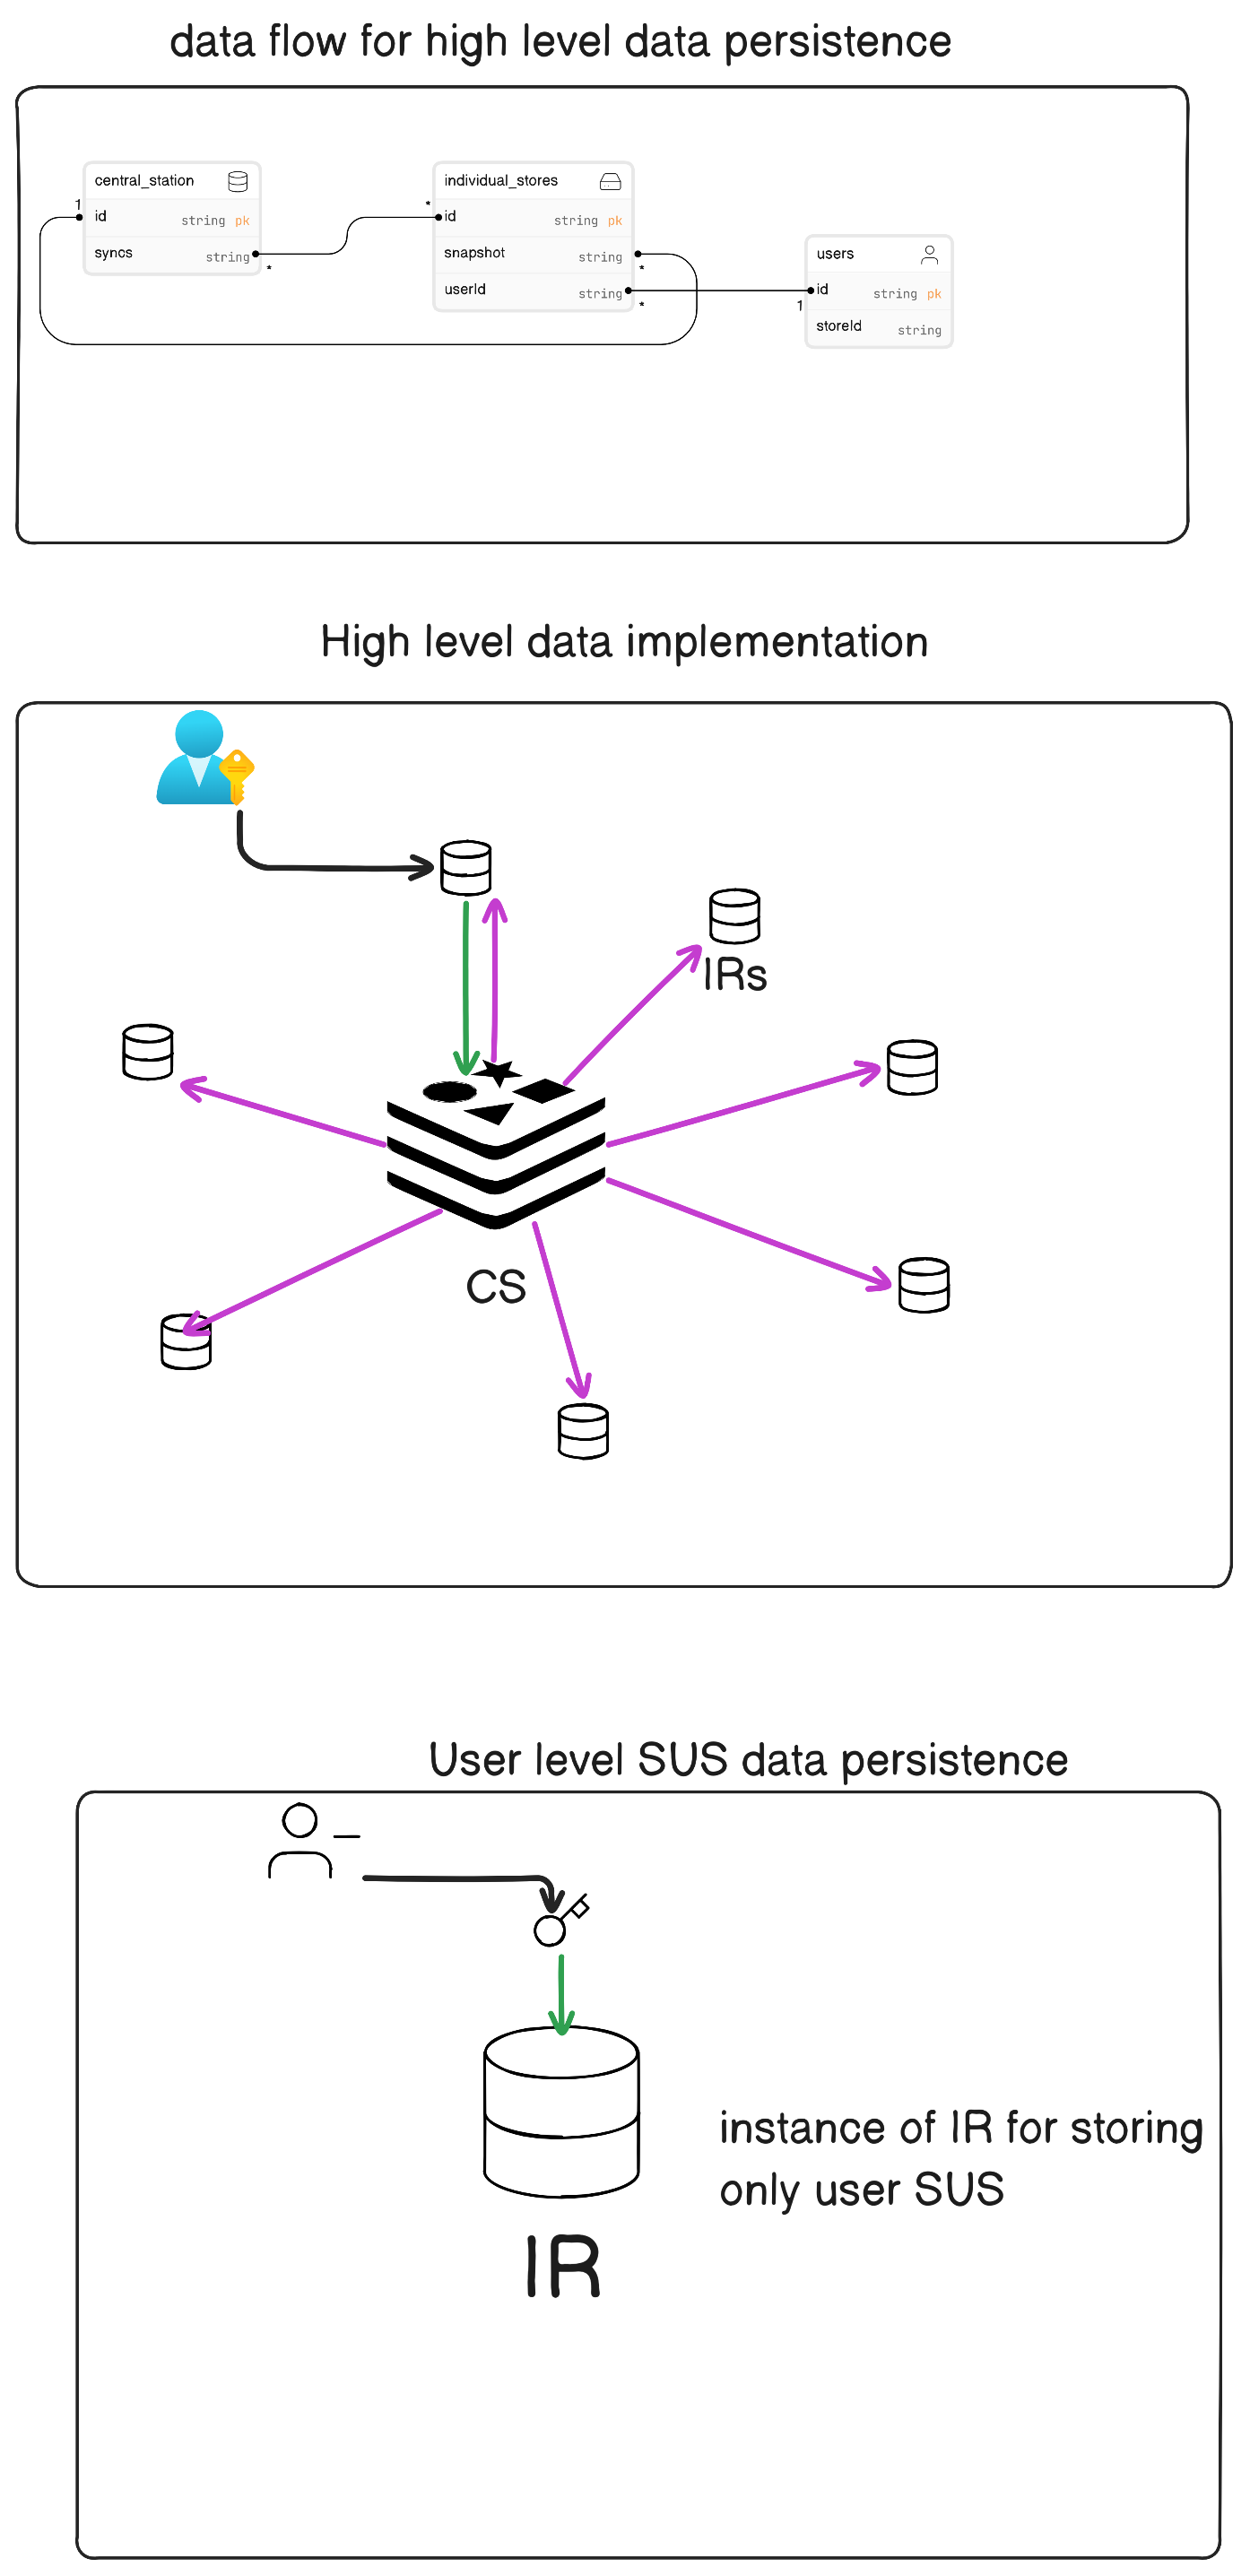 data flow for high level data persistence
central_station
1
id string pk
syncs string
*
individual_stores
*
id string pk
snapshot string
*
userId string
*
users
id string pk
1
storeId string
High level data implementation
IRs
CS
User level SUS data persistence
instance of IR for storing
only user SUS
IR